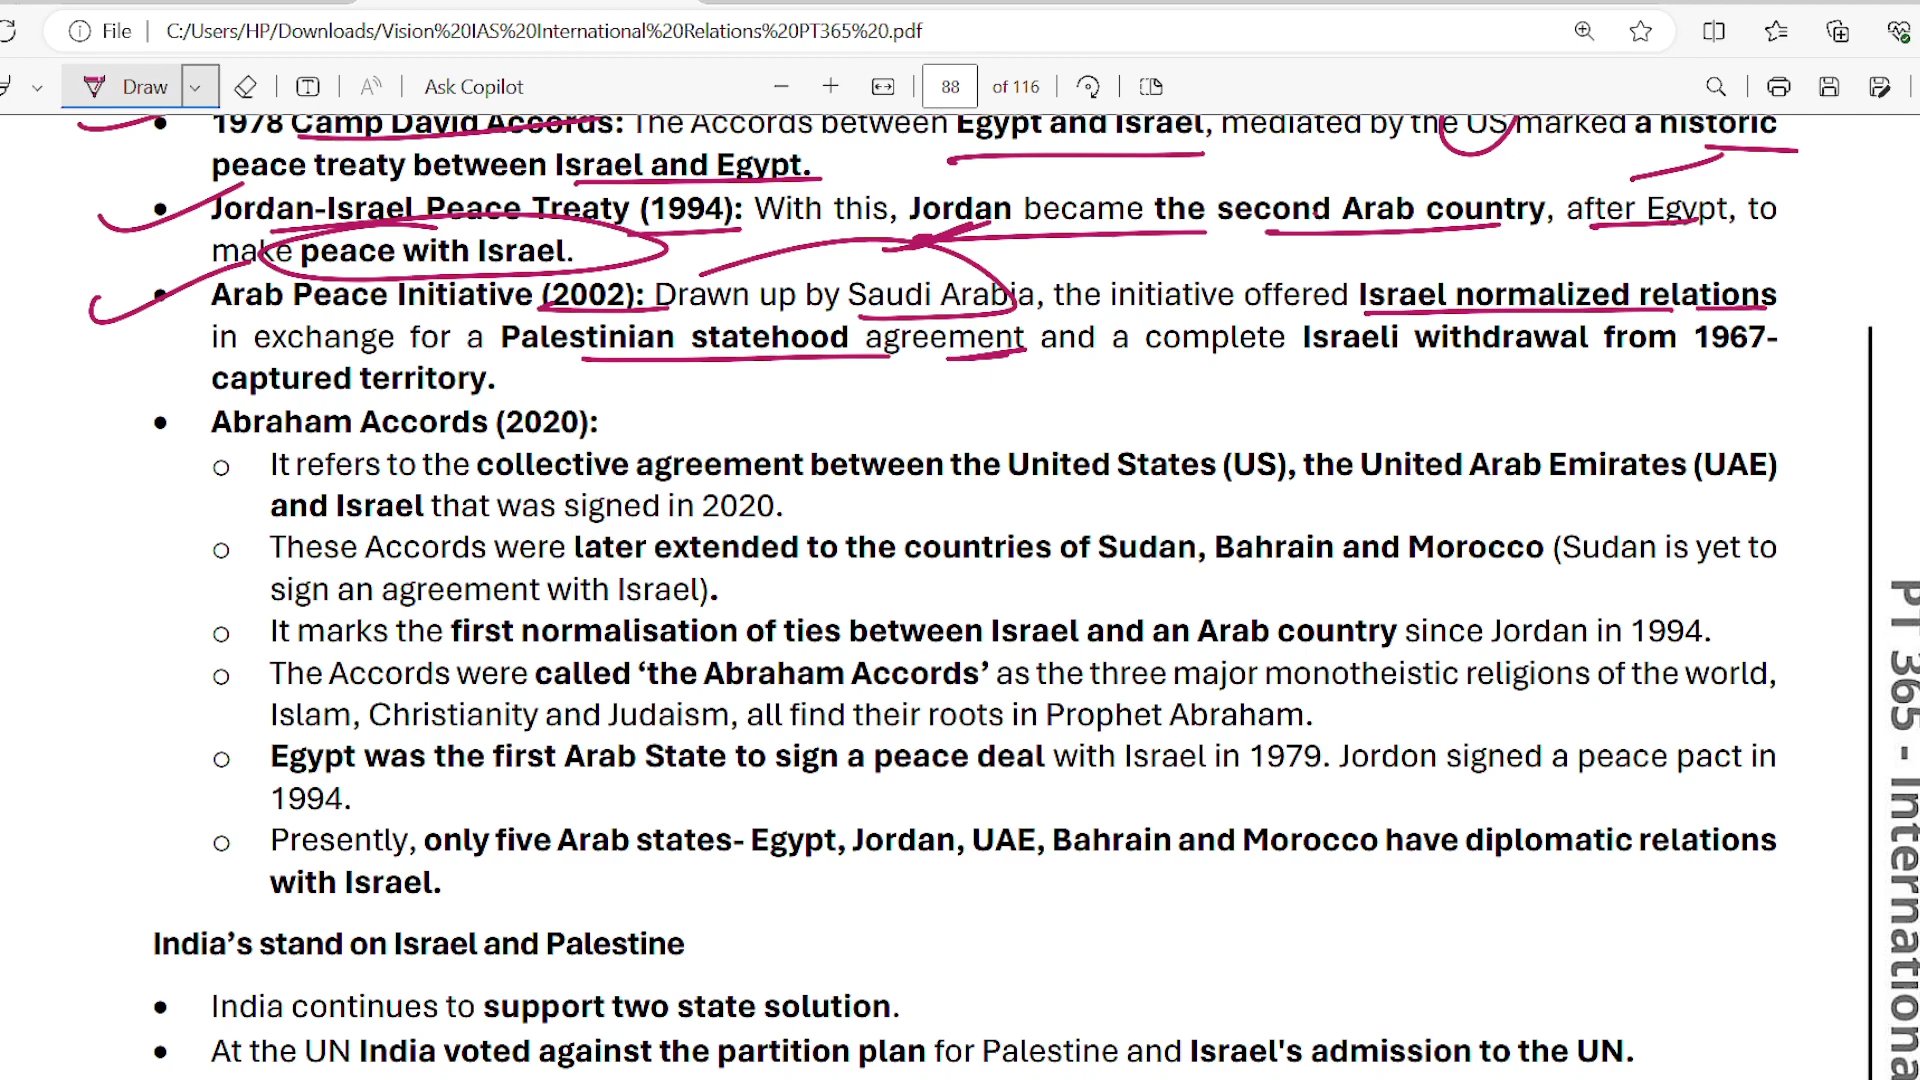 File C:/Users/HP/Downloads/Vision%20IAS%20International%20Relations%20PT365%20.pdf
Draw Ask Copilot 88 of 116
• 1978 Camp David Accords: The Accords between Egypt and Israel, mediated by the US marked a historic
peace treaty between Israel and Egypt.
• Jordan-Israel Peace Treaty (1994): With this, Jordan became the second Arab country, after Egypt, to
make peace with Israel.
• Arab Peace Initiative (2002): Drawn up by Saudi Arabia, the initiative offered Israel normalized relations
in exchange for a Palestinian statehood agreement and a complete Israeli withdrawal from 1967-
captured territory.
• Abraham Accords (2020):
o It refers to the collective agreement between the United States (US), the United Arab Emirates (UAE)
and Israel that was signed in 2020.
o These Accords were later extended to the countries of Sudan, Bahrain and Morocco (Sudan is yet to
sign an agreement with Israel).
o It marks the first normalisation of ties between Israel and an Arab country since Jordan in 1994.
o The Accords were called ‘the Abraham Accords’ as the three major monotheistic religions of the world,
Islam, Christianity and Judaism, all find their roots in Prophet Abraham.
o Egypt was the first Arab State to sign a peace deal with Israel in 1979. Jordon signed a peace pact in
1994.
o Presently, only five Arab states- Egypt, Jordan, UAE, Bahrain and Morocco have diplomatic relations
with Israel.
India’s stand on Israel and Palestine
• India continues to support two state solution.
• At the UN India voted against the partition plan for Palestine and Israel's admission to the UN.
PT 365 - Internationa